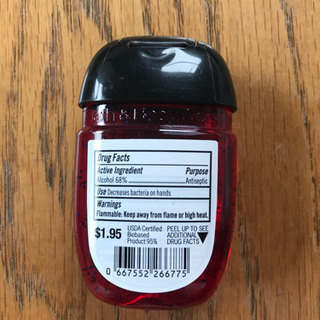 Drug Facts
Active Ingredient Purpose
Alcohol 68% Antiseptic
Use Decreases bacteria on hands
Warnings
Flammable: Keep away from flame or high heat.
$1.95
USDA Certified
Biobased
Product 95%
PEEL UP TO SEE
ADDITIONAL
DRUG FACTS
0 667552 266775